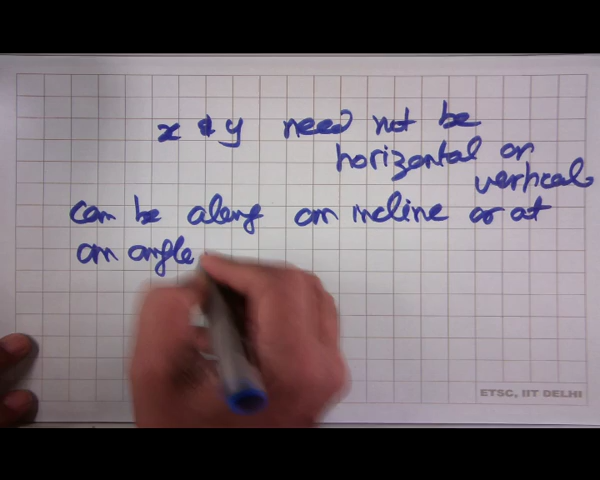 x & y need not be
horizontal or
vertical
can be along an incline or at
an angle
ETSC, IIT DELHI